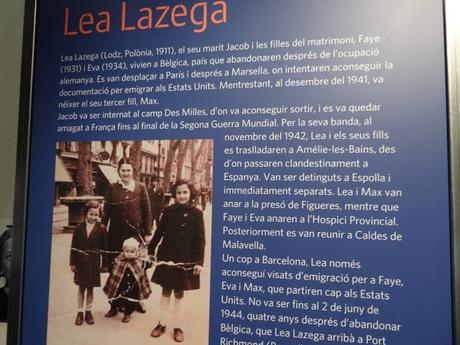 Lea Lazega
Lea Lazega (Lodz, Polònia, 1911), el seu marit Jacob i les filles del matrimoni, Faye
(1931) i Eva (1934), vivien a Bèlgica, país que abandonaren després de l'ocupació
alemanya. Es van desplaçar a París i després a Marsella, on intentaren aconseguir la
documentació per emigrar als Estats Units. Mentrestant, al desembre del 1941, va
néixer el seu tercer fill, Max.
Jacob va ser internat al camp Des Milles, d'on va aconseguir sortir, i es va quedar
amagat a França fins al final de la Segona Guerra Mundial. Per la seva banda, al
novembre del 1942, Lea i els seus fills
es traslladaren a Amélie-les-Bains, des
d'on passaren clandestinament a
Espanya. Van ser detinguts a Espolla i
immediatament separats. Lea i Max van
anar a la presó de Figueres, mentre que
Faye i Eva anaren a l'Hospici Provincial.
Posteriorment es van reunir a Caldes de
Malavella.
Un cop a Barcelona, Lea només
aconseguí visats d'emigració per a Faye,
Eva i Max, que partiren cap als Estats
Units. No va ser fins al 2 de juny de
1944, quatre anys després d'abandonar
Bèlgica, que Lea Lazega arribà a Port
Richmond